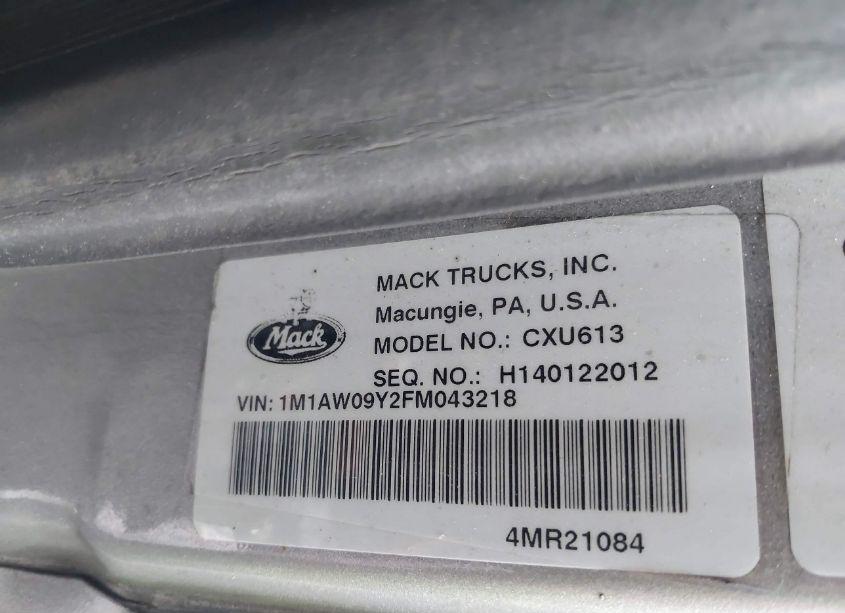 MACK TRUCKS, INC.
Macungie, PA, U.S.A.
Mack
MODEL NO.: CXU613
SEQ. NO.: H140122012
VIN: 1M1AW09Y2FM043218
4MR21084